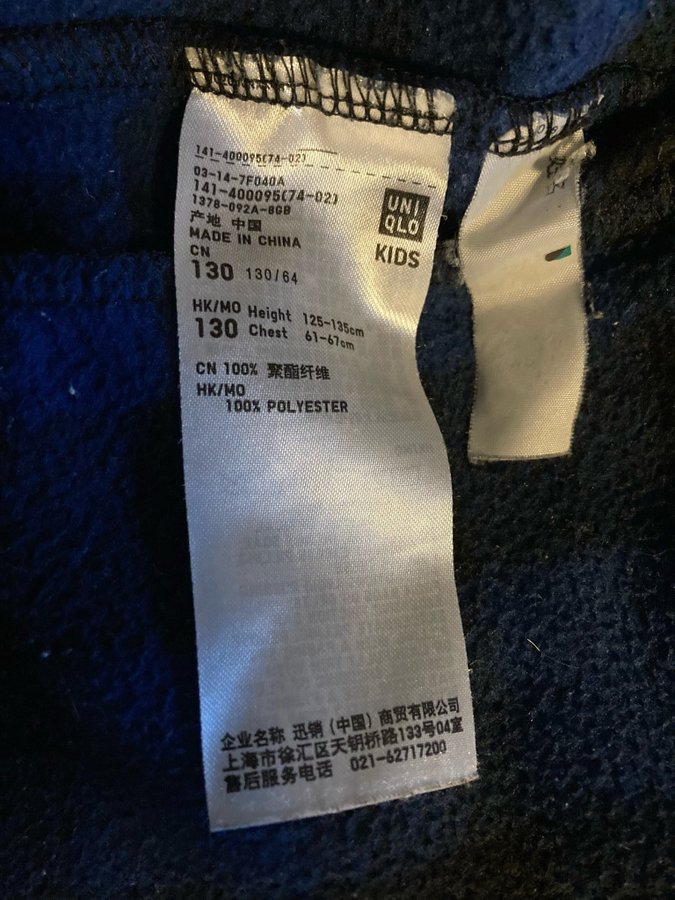 141-400095(74-02)
03-14-7F040A
141-400095(74-02)
1378-092A-8GB
产地 中国
MADE IN CHINA
CN
130 130/64
UNI
QLO
KIDS
HK/MO Height 125-135cm
130 Chest 61-67cm
CN 100% 聚酯纤维
HK/MO
100% POLYESTER
企业名称 迅销（中国）商贸有限公司
上海市徐汇区天钥桥路133号04室
售后服务电话 021-62717200